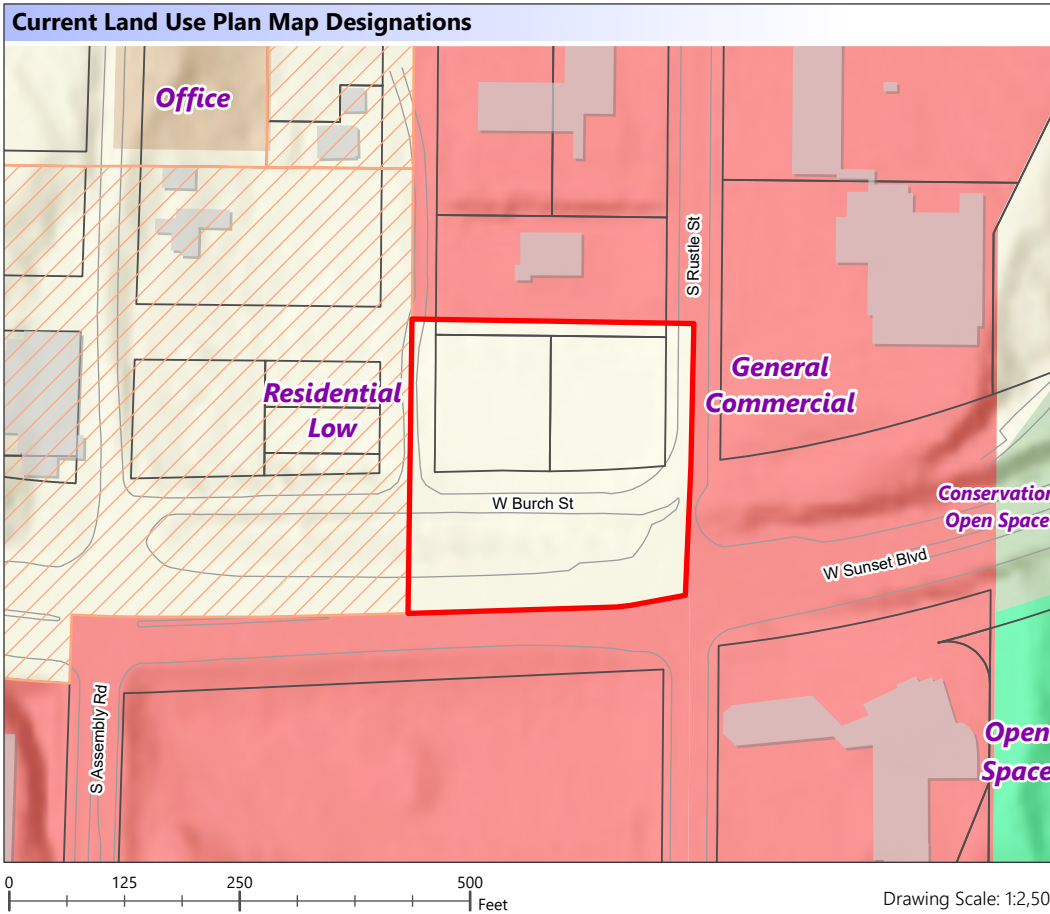 Current Land Use Plan Map Designations
Office
S Rustle St
General
Commercial
Residential
Low
Conservation
Open Space
W Burch St
W Sunset Blvd
S Assembly Rd
Open
Space
0 125 250 500
Feet
Drawing Scale: 1:2,50